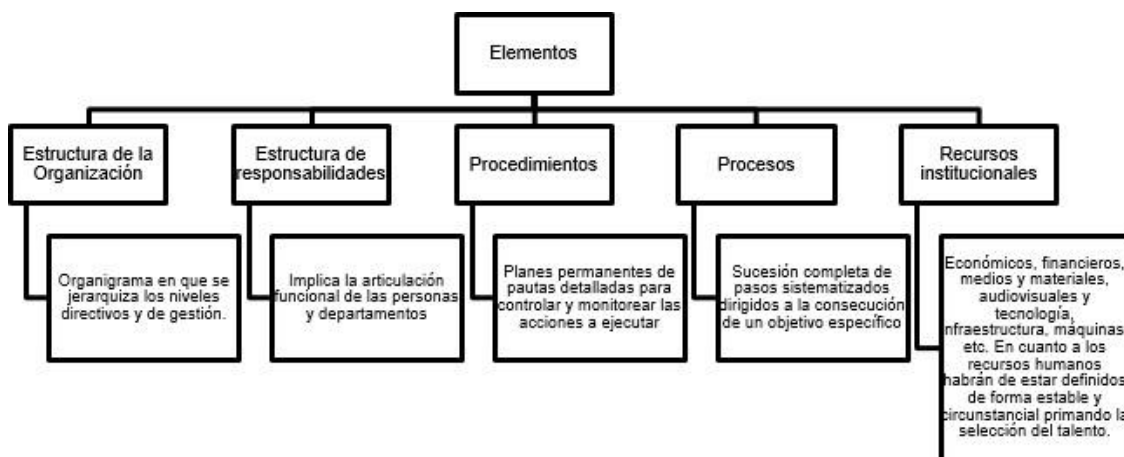 Elementos
Estructura de la
Organización
Estructura de
responsabilidades
Procedimientos
Procesos
Recursos
institucionales
Organigrama en que se
jerarquiza los niveles
directivos y de gestión.
Implica la articulación
funcional de las personas
y departamentos
Planes permanentes de
pautas detalladas para
controlar y monitorear las
acciones a ejecutar
Sucesión completa de
pasos sistematizados
dirigidos a la consecución
de un objetivo específico
Económicos, financieros,
medios y materiales,
audiovisuales y
tecnología,
infraestructura, máquinas
etc. En cuanto a los
recursos humanos
habrán de estar definidos
de forma estable y
circunstancial primando la
selección del talento.